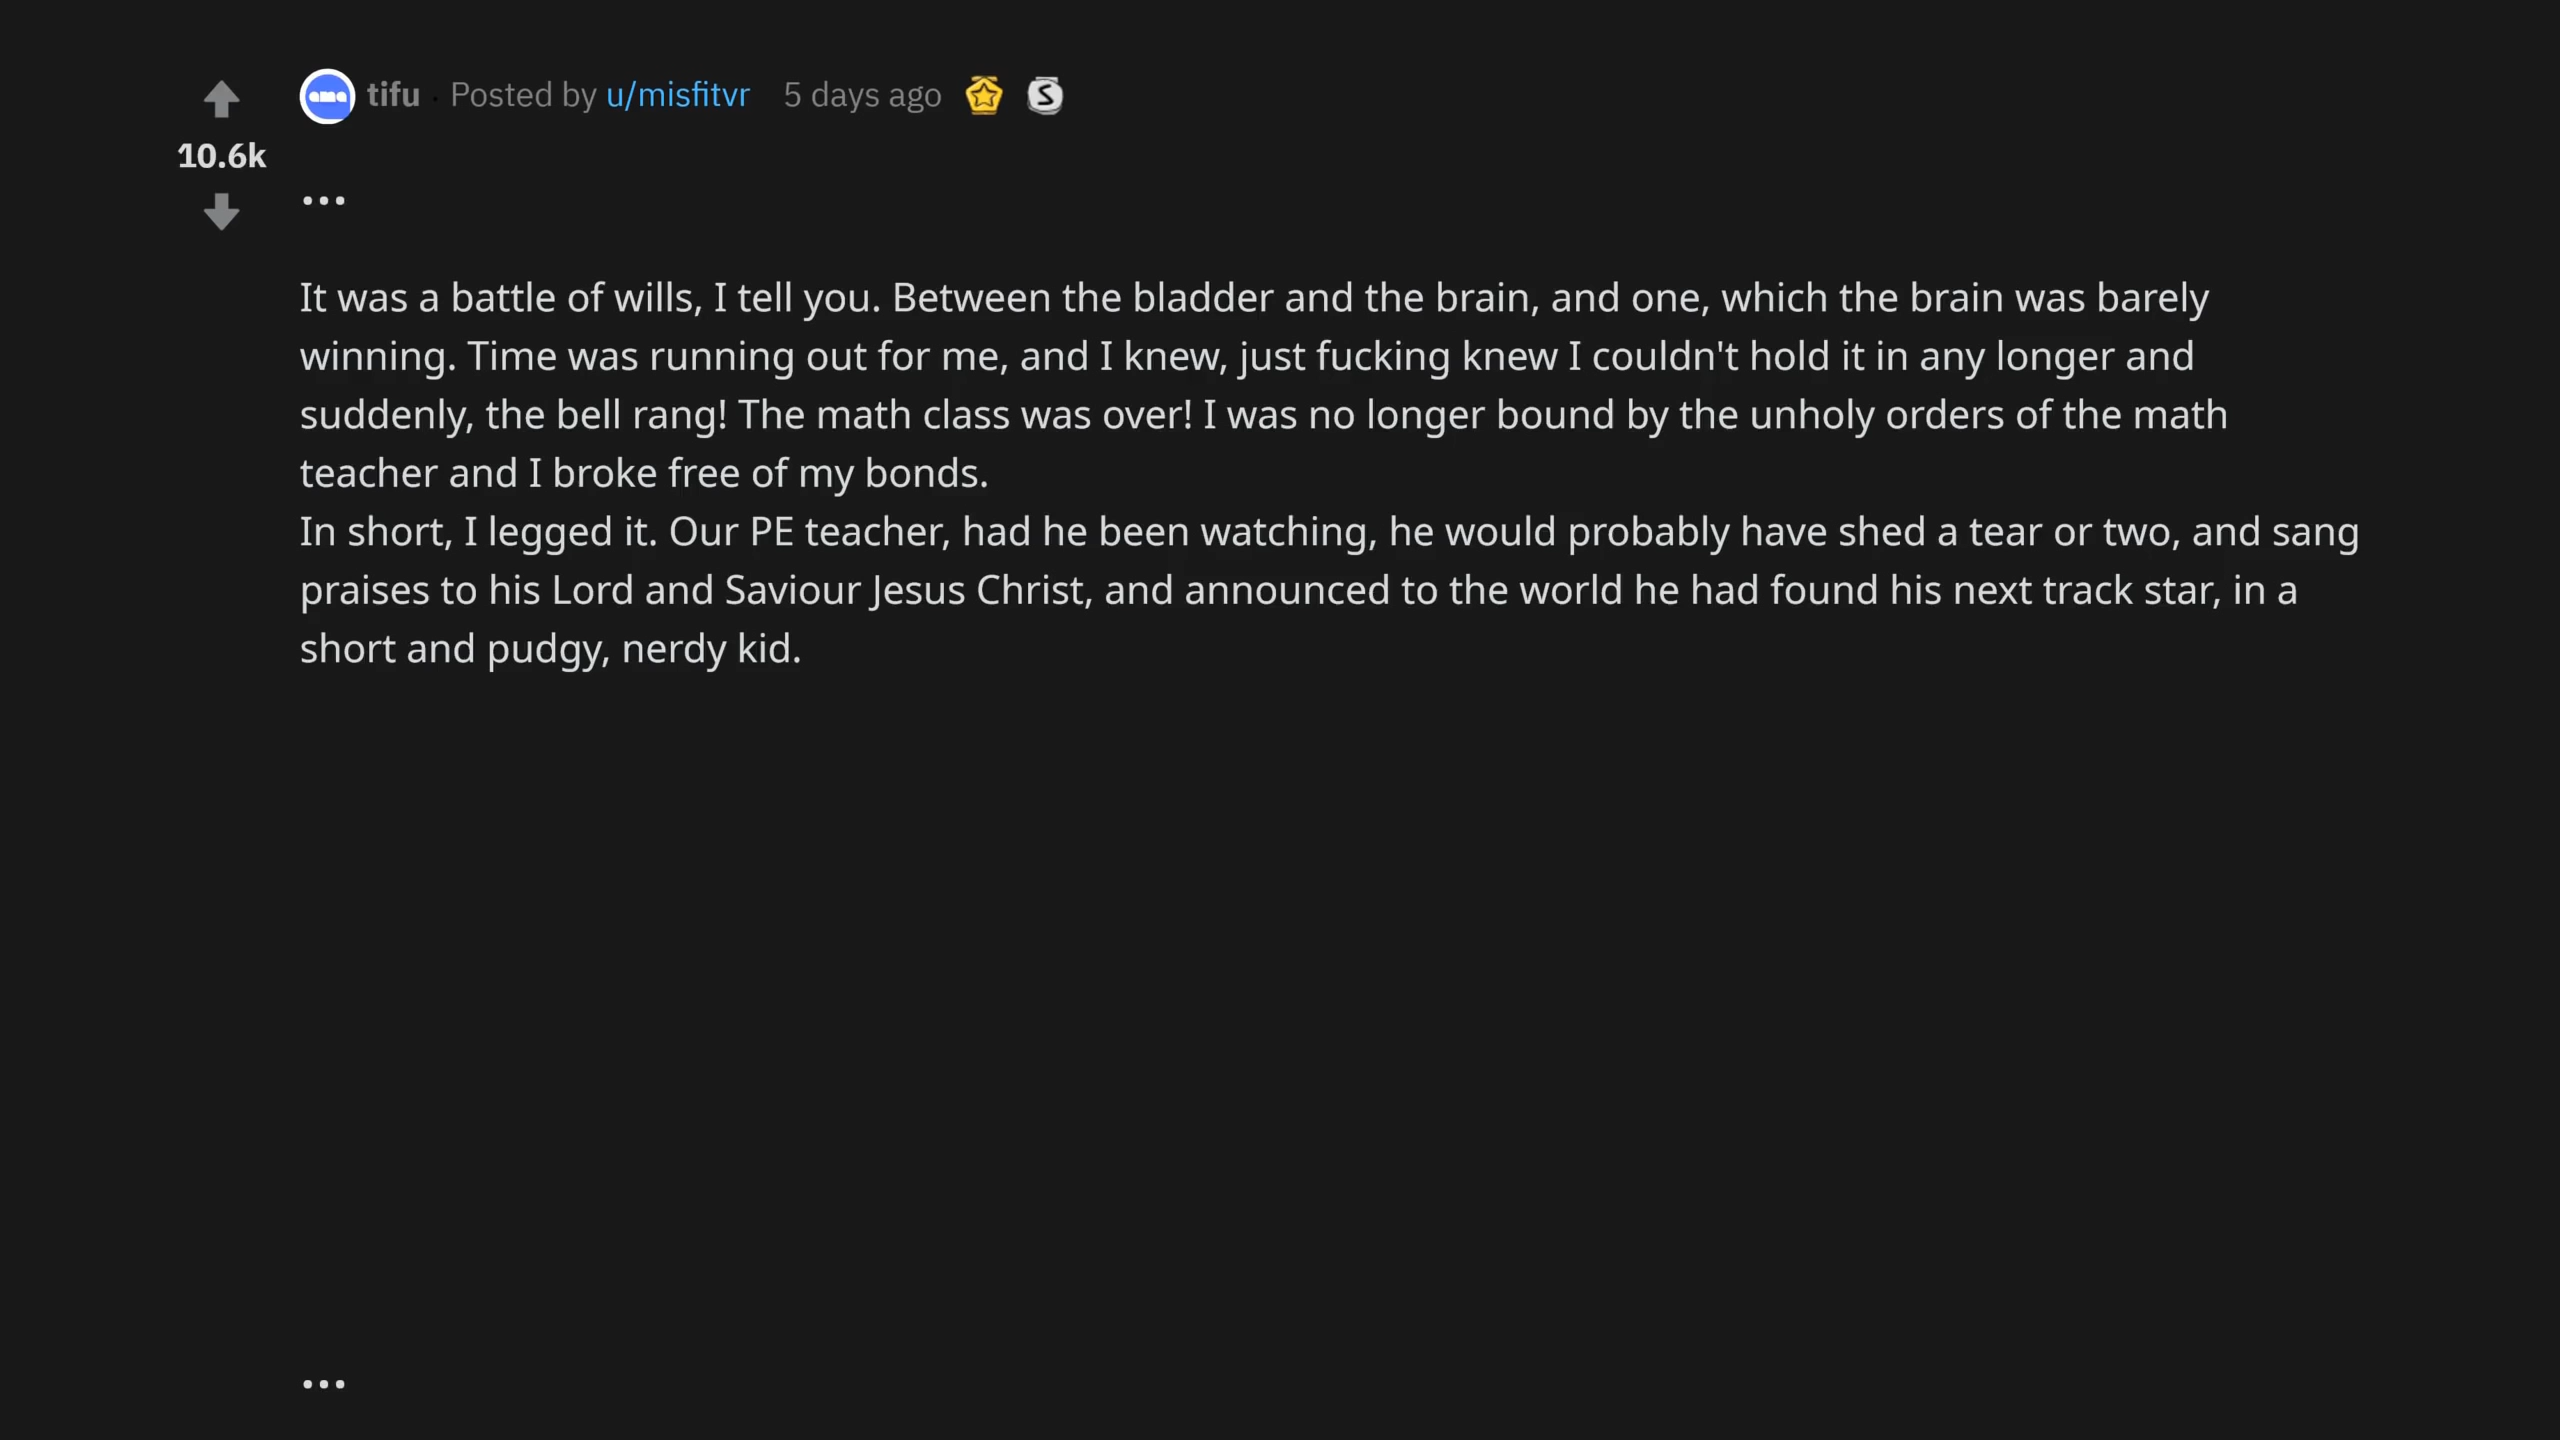 ama tifu · Posted by u/misfitvr 5 days ago S
10.6k
...
It was a battle of wills, I tell you. Between the bladder and the brain, and one, which the brain was barely
winning. Time was running out for me, and I knew, just fucking knew I couldn't hold it in any longer and
suddenly, the bell rang! The math class was over! I was no longer bound by the unholy orders of the math
teacher and I broke free of my bonds.
In short, I legged it. Our PE teacher, had he been watching, he would probably have shed a tear or two, and sang
praises to his Lord and Saviour Jesus Christ, and announced to the world he had found his next track star, in a
short and pudgy, nerdy kid.
...